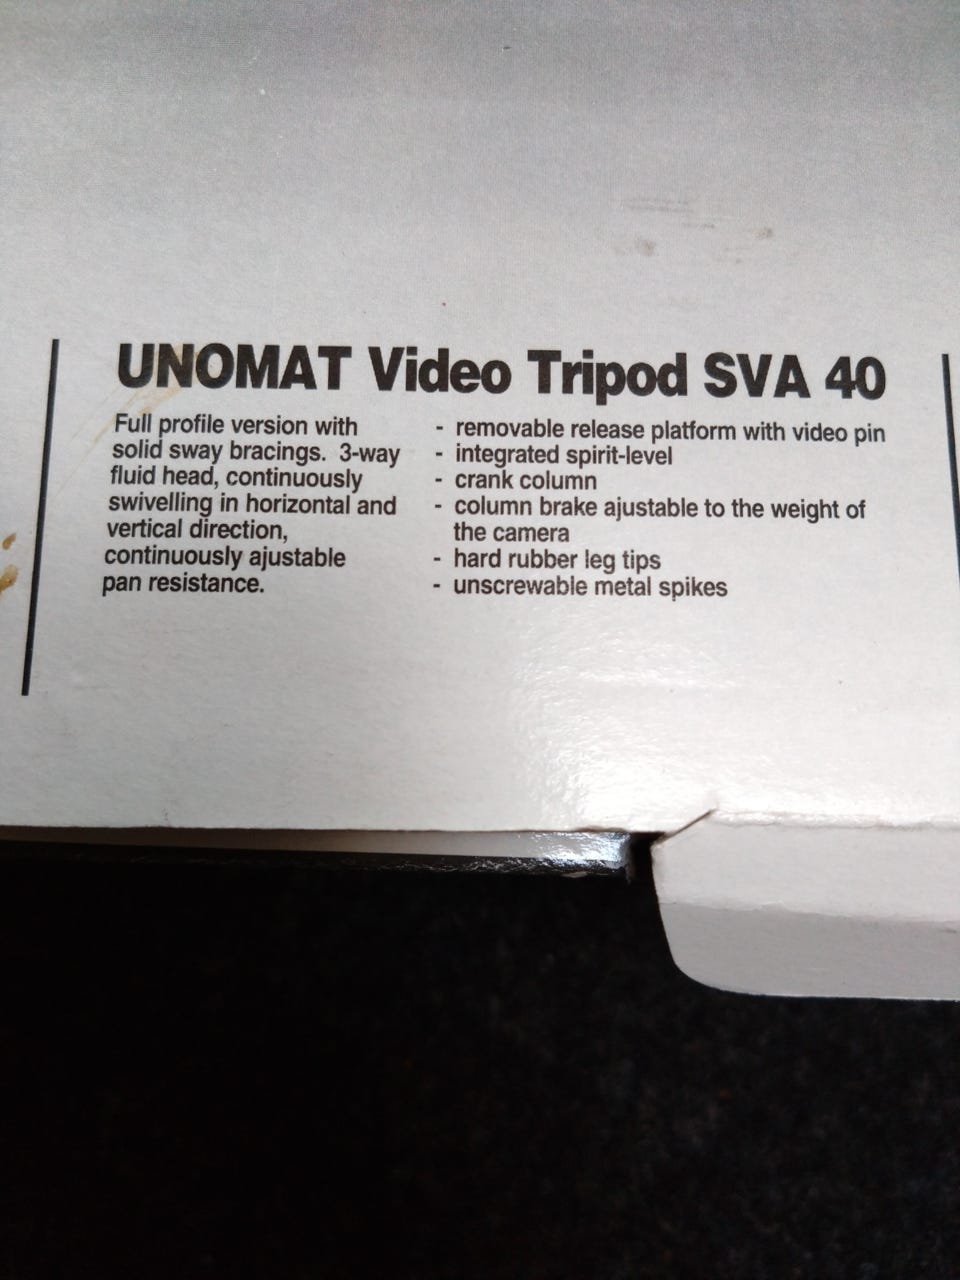 UNOMAT Video Tripod SVA 40
Full profile version with
solid sway bracings. 3-way
fluid head, continuously
swivelling in horizontal and
vertical direction,
continuously ajustable
pan resistance.
- removable release platform with video pin
- integrated spirit-level
- crank column
- column brake ajustable to the weight of
the camera
- hard rubber leg tips
- unscrewable metal spikes